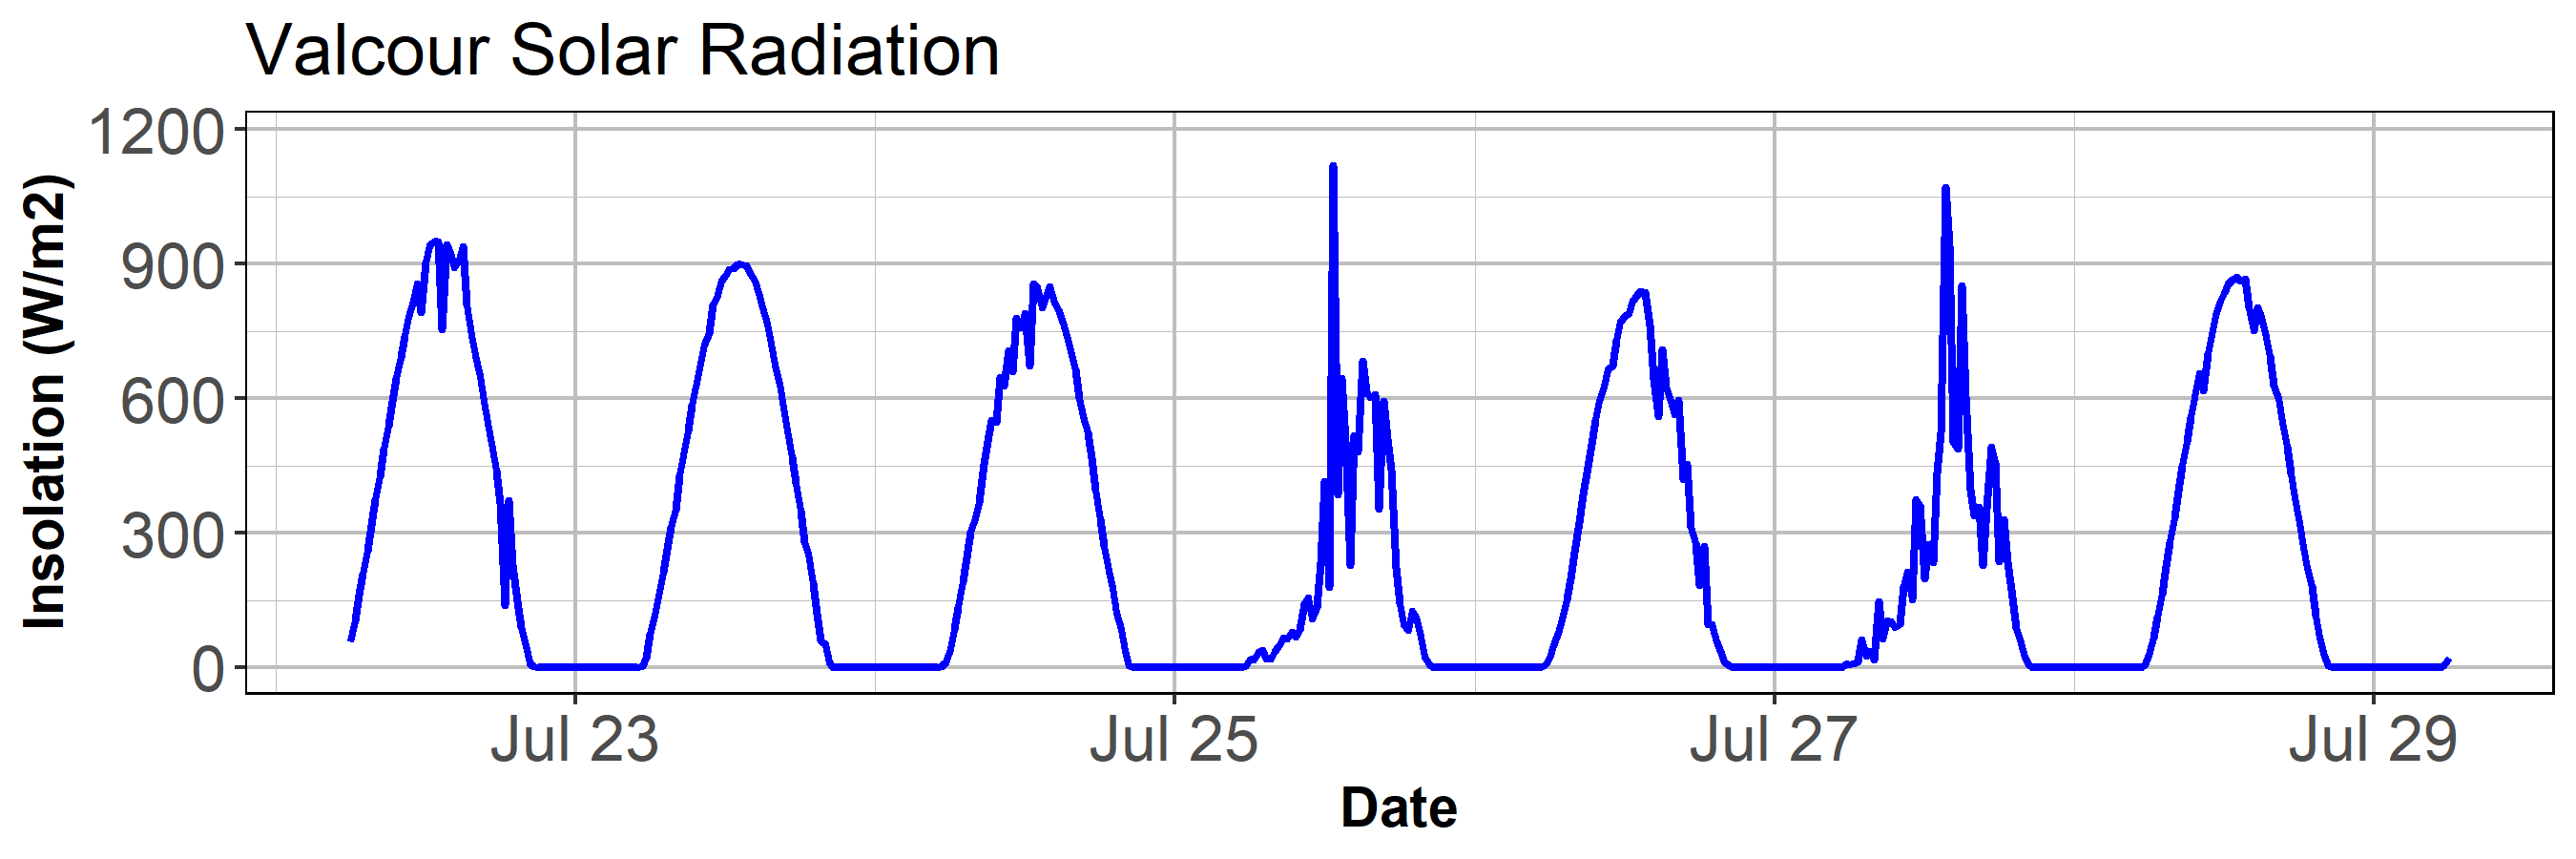 Valcour Solar Radiation
Insolation (W/m2)
1200
900
600
300
0
Jul 23 Jul 25 Jul 27 Jul 29
Date